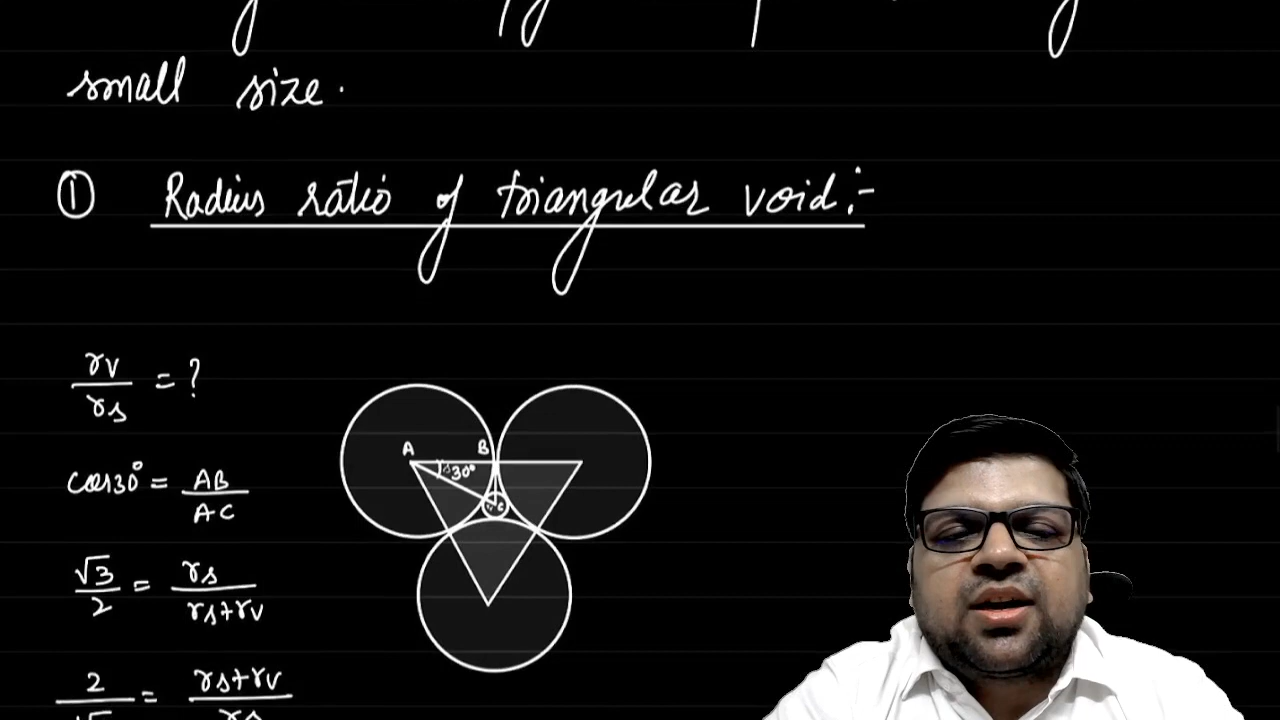 small size.
① Radius ratio of triangular void:-
rv/rs = ?
A B
30°
c
cos30° = AB/AC
√3/2 = rs/rs+rv
2/√3 = rs+rv/rs